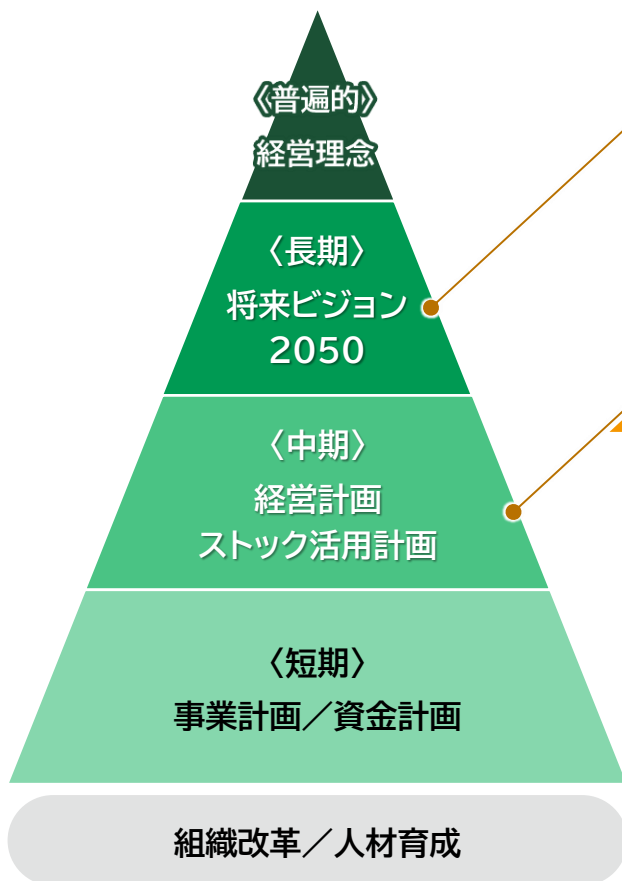 《普遍的》
経営理念
〈長期〉
将来ビジョン
2050
〈中期〉
経営計画
ストック活用計画
〈短期〉
事業計画／資金計画
組織改革／人材育成